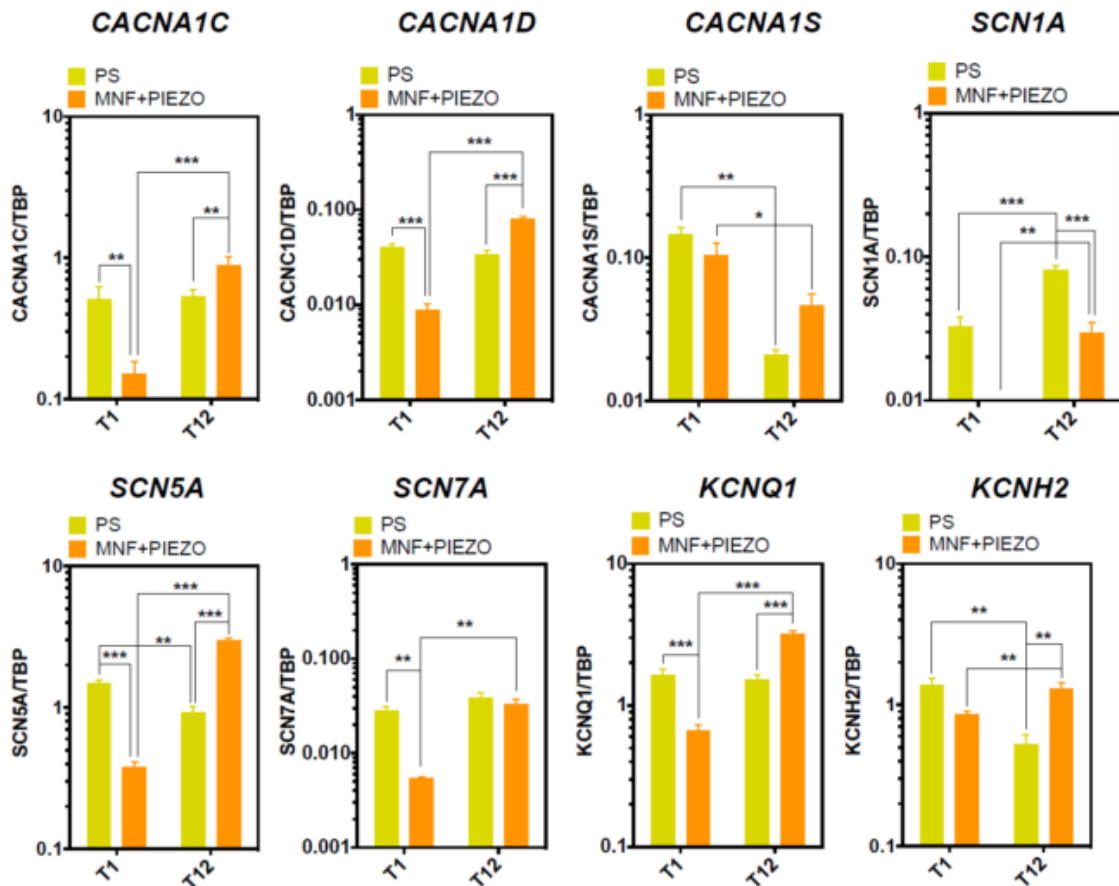 CACNA1C
PS
MNF+PIEZO
CACNA1C/TBP
10
1
0.1
**
***
**
T1
T12
CACNA1D
PS
MNF+PIEZO
CACNC1D/TBP
1
0.100
0.010
0.001
***
***
***
T1
T12
CACNA1S
PS
MNF+PIEZO
CACNA1S/TBP
1
0.10
0.01
**
*
T1
T12
SCN1A
PS
MNF+PIEZO
SCN1A/TBP
1
0.10
0.01
***
***
**
T1
T12
SCN5A
PS
MNF+PIEZO
SCN5A/TBP
10
1
0.1
***
***
**
***
T1
T12
SCN7A
PS
MNF+PIEZO
SCN7A/TBP
1
0.100
0.010
0.001
**
**
T1
T12
KCNQ1
PS
MNF+PIEZO
KCNQ1/TBP
10
1
0.1
***
***
***
T1
T12
KCNH2
PS
MNF+PIEZO
KCNH2/TBP
10
1
0.1
**
**
**
T1
T12